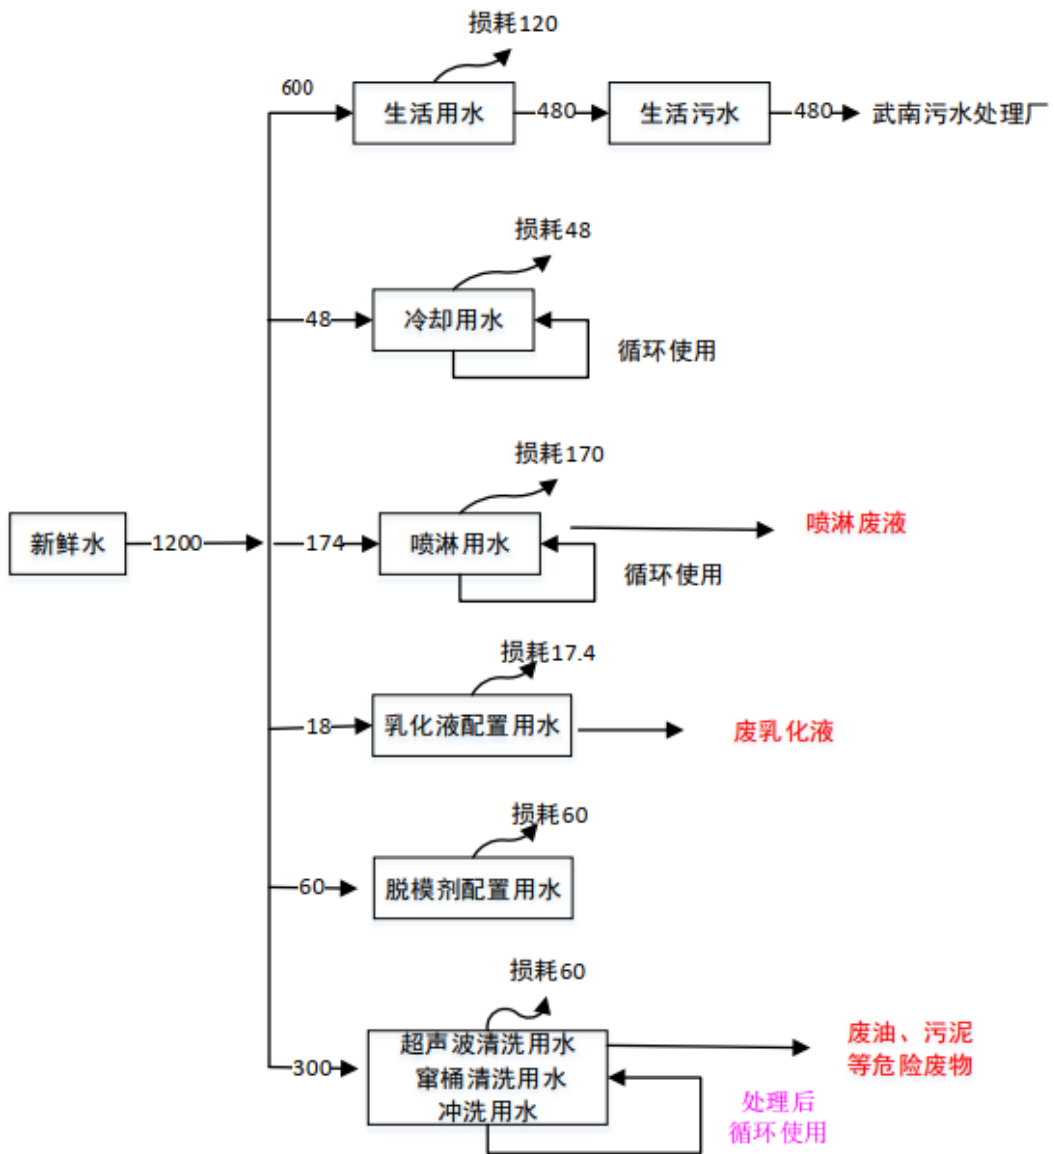 损耗120
600
生活用水
480
生活污水
480
武南污水处理厂
损耗48
48
冷却用水
循环使用
损耗170
新鲜水
1200
174
喷淋用水
喷淋废液
循环使用
损耗17.4
18
乳化液配置用水
废乳化液
损耗60
60
脱模剂配置用水
损耗60
300
超声波清洗用水
窜桶清洗用水
冲洗用水
废油、污泥
等危险废物
处理后
循环使用